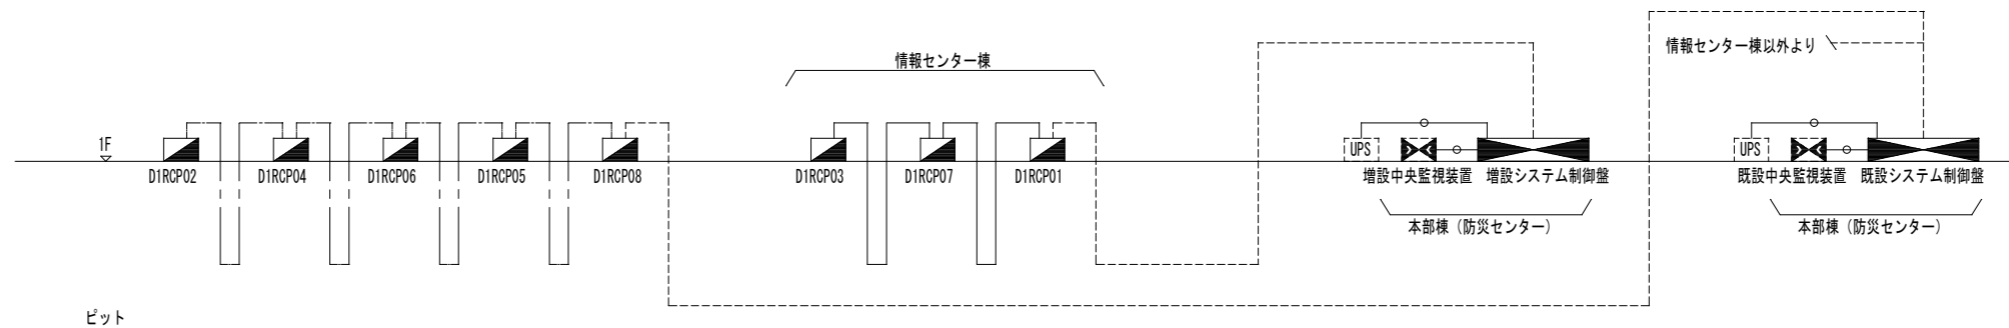 情報センター棟以外より
情報センター棟
1F
UPS
UPS
D1RCP02
D1RCP04
D1RCP06
D1RCP05
D1RCP08
D1RCP03
D1RCP07
D1RCP01
増設中央監視装置
増設システム制御盤
既設中央監視装置
既設システム制御盤
本部棟（防災センター）
本部棟（防災センター）
ピット